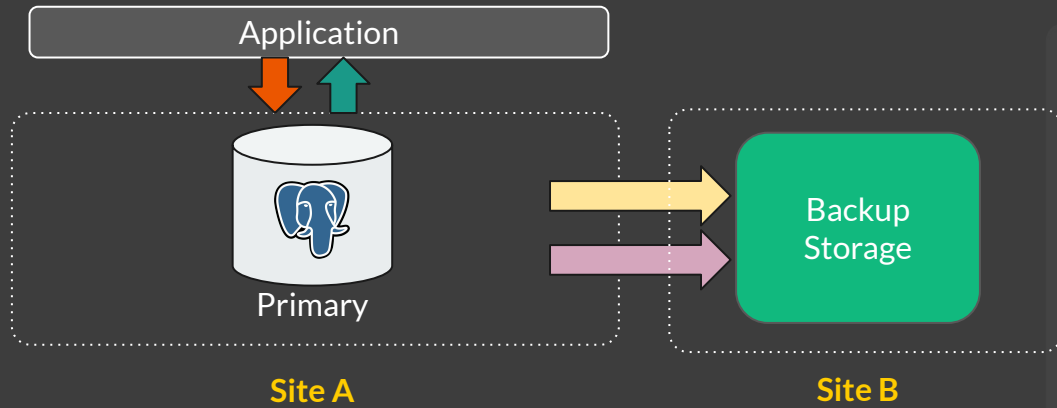 Application
Primary
Backup
Storage
Site A
Site B